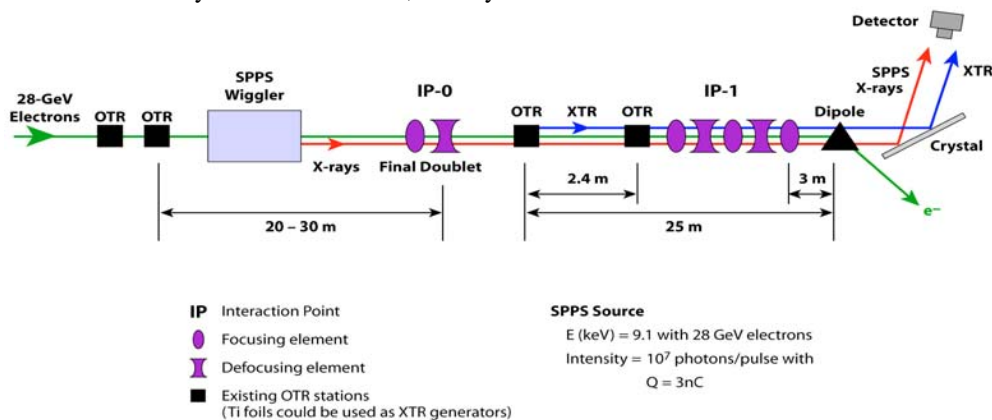 Detector
SPPS
X-rays
XTR
28-GeV
Electrons
OTR
OTR
SPPS
Wiggler
X-rays
IP-0
Final Doublet
OTR
XTR
OTR
IP-1
Dipole
Crystal
2.4 m
3 m
e⁻
20 – 30 m
25 m
IP Interaction Point
Focusing element
Defocusing element
Existing OTR stations
(Ti foils could be used as XTR generators)
SPPS Source
E (keV) = 9.1 with 28 GeV electrons
Intensity = 10⁷ photons/pulse with
Q = 3nC